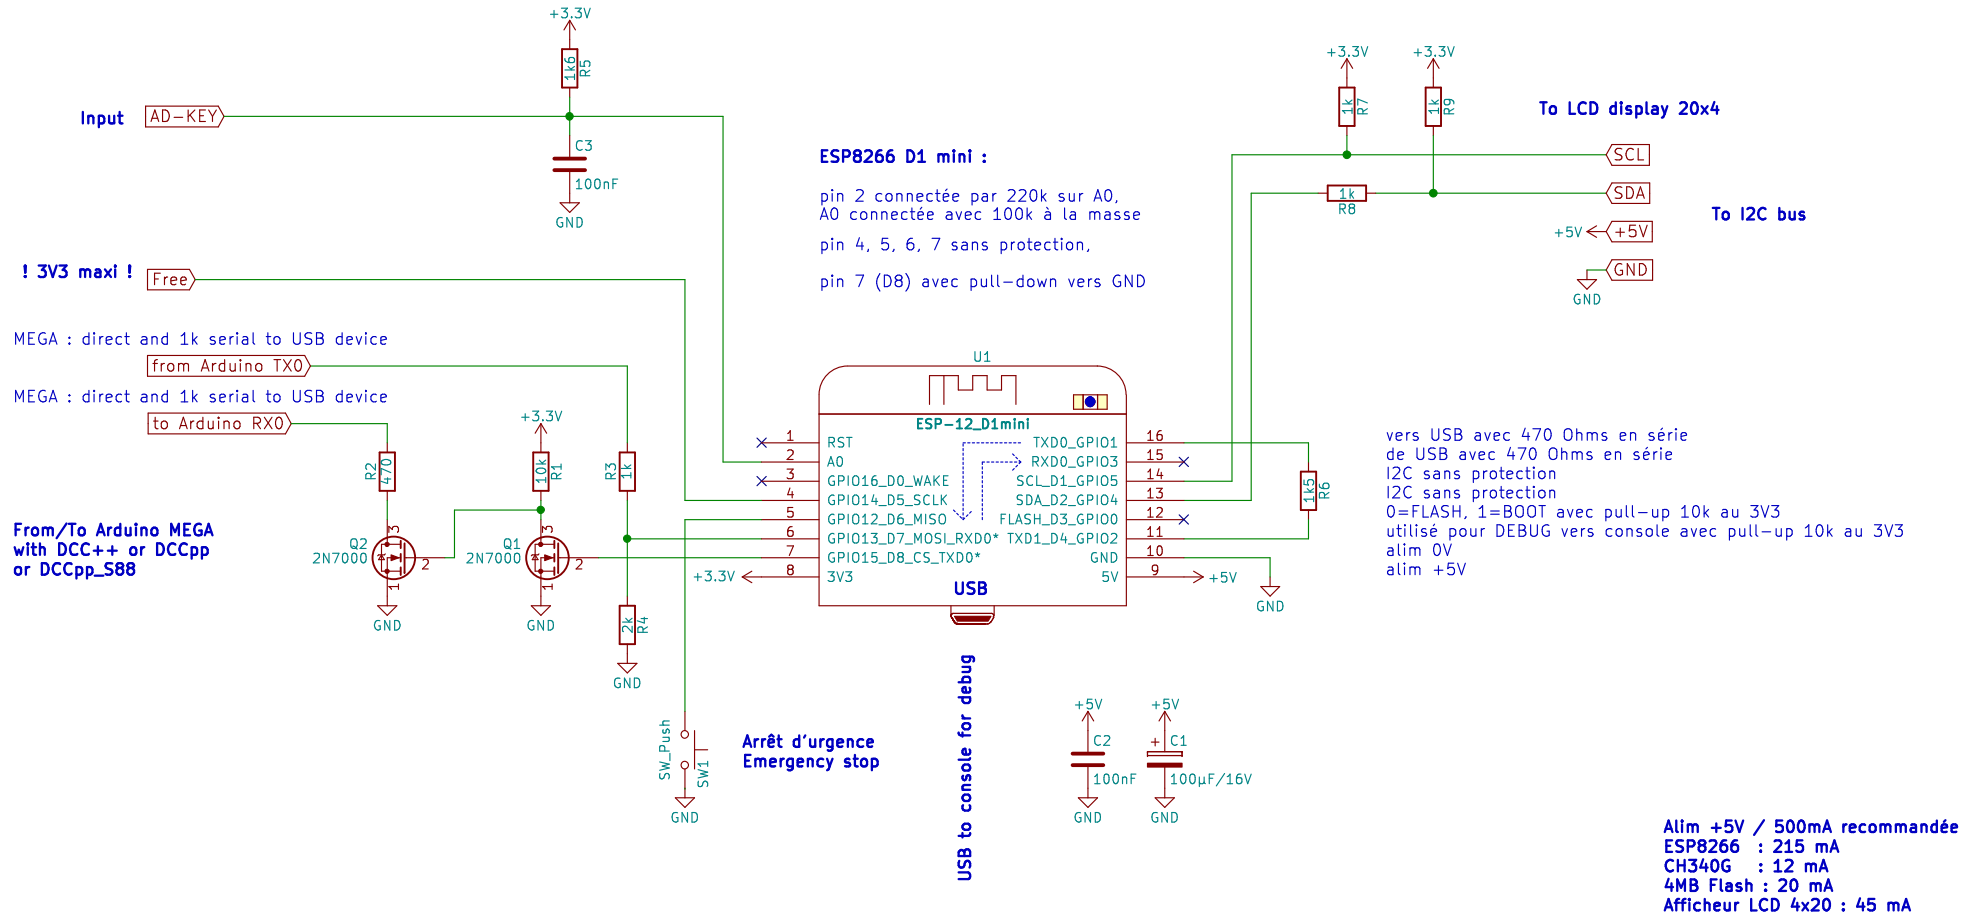 +3.3V
1k6
R5
Input
AD-KEY
C3
100nF
GND
ESP8266 D1 mini :
pin 2 connectée par 220k sur A0,
A0 connectée avec 100k à la masse
pin 4, 5, 6, 7 sans protection,
pin 7 (D8) avec pull-down vers GND
+3.3V
+3.3V
1k
R7
1k
R9
To LCD display 20x4
SCL
1k
R8
SDA
To I2C bus
+5V
+5V
GND
GND
! 3V3 maxi !
Free
MEGA : direct and 1k serial to USB device
from Arduino TX0
MEGA : direct and 1k serial to USB device
to Arduino RX0
+3.3V
R2
470
10k
R1
R3
1k
From/To Arduino MEGA
with DCC++ or DCCpp
or DCCpp_S88
Q2
2N7000
3
2
1
GND
Q1
2N7000
3
2
1
GND
2k
R4
GND
U1
ESP-12_D1mini
1
RST
2
A0
3
GPIO16_D0_WAKE
4
GPIO14_D5_SCLK
5
GPIO12_D6_MISO
6
GPIO13_D7_MOSI_RXD0*
7
GPIO15_D8_CS_TXD0*
+3.3V
8
3V3
TXD0_GPIO1
16
RXD0_GPIO3
15
SCL_D1_GPIO5
14
SDA_D2_GPIO4
13
FLASH_D3_GPIO0
12
TXD1_D4_GPIO2
11
GND
10
5V
9
+5V
USB
GND
1k5
R6
vers USB avec 470 Ohms en série
de USB avec 470 Ohms en série
I2C sans protection
I2C sans protection
0=FLASH, 1=BOOT avec pull-up 10k au 3V3
utilisé pour DEBUG vers console avec pull-up 10k au 3V3
alim 0V
alim +5V
SW_Push
SW1
GND
Arrêt d'urgence
Emergency stop
USB to console for debug
+5V
C2
100nF
GND
+5V
+
C1
100µF/16V
GND
Alim +5V / 500mA recommandée
ESP8266 : 215 mA
CH340G : 12 mA
4MB Flash : 20 mA
Afficheur LCD 4x20 : 45 mA